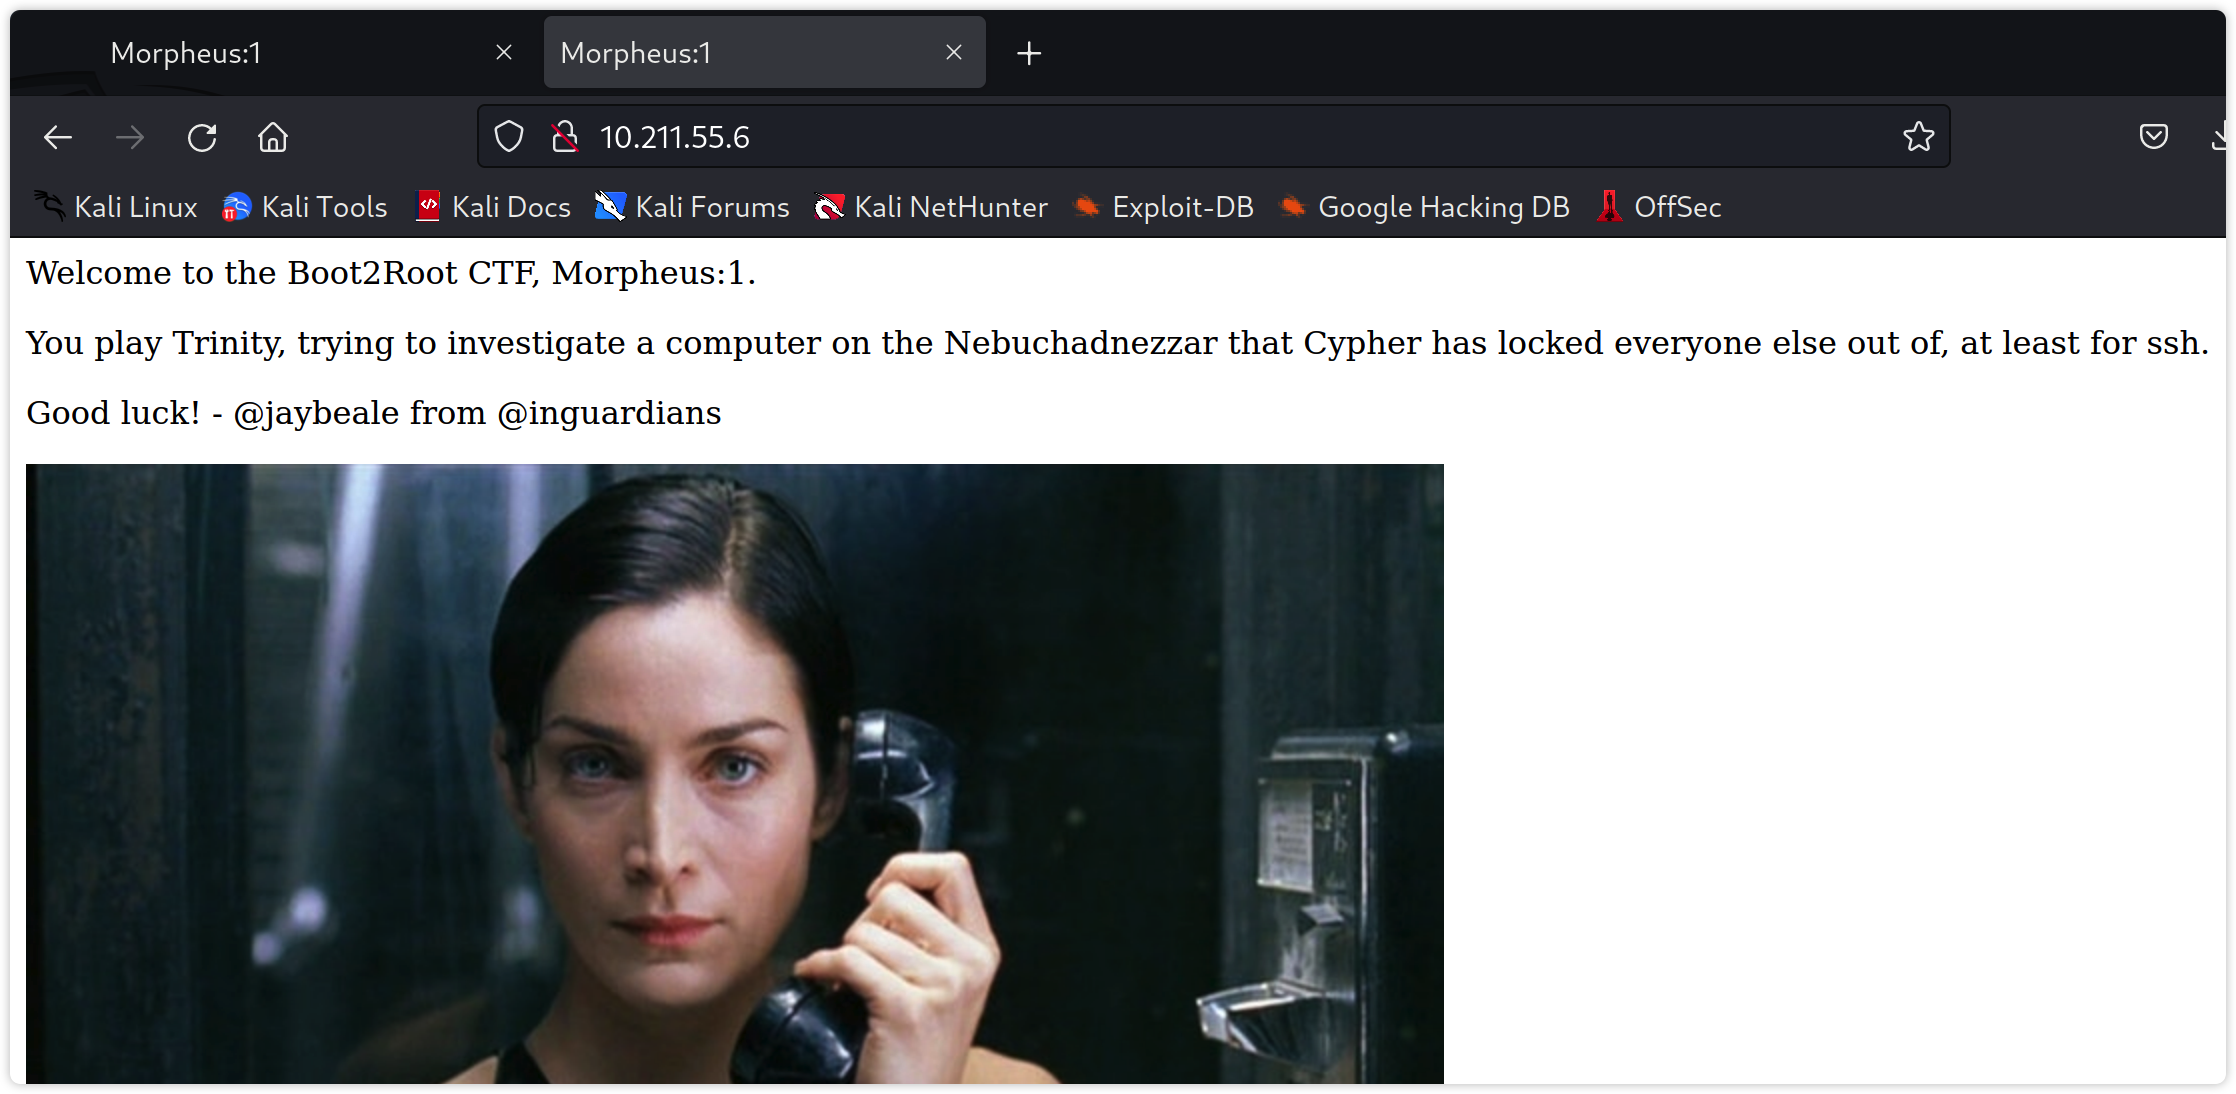 Morpheus:1
Morpheus:1
10.211.55.6
Kali Linux Kali Tools Kali Docs Kali Forums Kali NetHunter Exploit-DB Google Hacking DB OffSec
Welcome to the Boot2Root CTF, Morpheus:1.
You play Trinity, trying to investigate a computer on the Nebuchadnezzar that Cypher has locked everyone else out of, at least for ssh.
Good luck! - @jaybeale from @inguardians